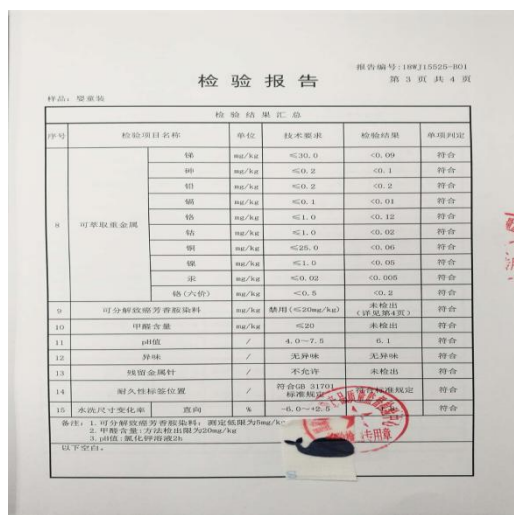 报告编号:18WJ15525-B01
检 验 报 告
第 3 页 共 4 页
样品: 婴童装
检 验 结 果 汇 总
序号 检验项目名称 单位 技术要求 检验结果 单项判定
8 可萃取重金属
锑 mg/kg ≤30.0 <0.09 符合
砷 mg/kg ≤0.2 <0.1 符合
铅 mg/kg ≤0.2 <0.2 符合
镉 mg/kg ≤0.1 <0.01 符合
铬 mg/kg ≤1.0 <0.12 符合
钴 mg/kg ≤1.0 <0.02 符合
铜 mg/kg ≤25.0 <0.06 符合
镍 mg/kg ≤1.0 <0.05 符合
汞 mg/kg ≤0.02 <0.005 符合
铬(六价) mg/kg <0.5 <0.2 符合
9 可分解致癌芳香胺染料 mg/kg 禁用(≤20mg/kg) 未检出 符合
(详见第4页)
10 甲醛含量 mg/kg ≤20 未检出 符合
11 pH值 / 4.0~7.5 6.1 符合
12 异味 / 无异味 无异味 符合
13 残留金属针 / 不允许 未检出 符合
14 耐久性标签位置 / 符合GB 31701 符合标准规定 符合
标准规定
15 水洗尺寸变化率 直向 % -6.0~+2.5 符合
备注: 1. 可分解致癌芳香胺染料: 测定低限为5mg/kg
2. 甲醛含量:方法检出限为20mg/kg
3. pH值:氯化钾溶液2h
以下空白。
专用章